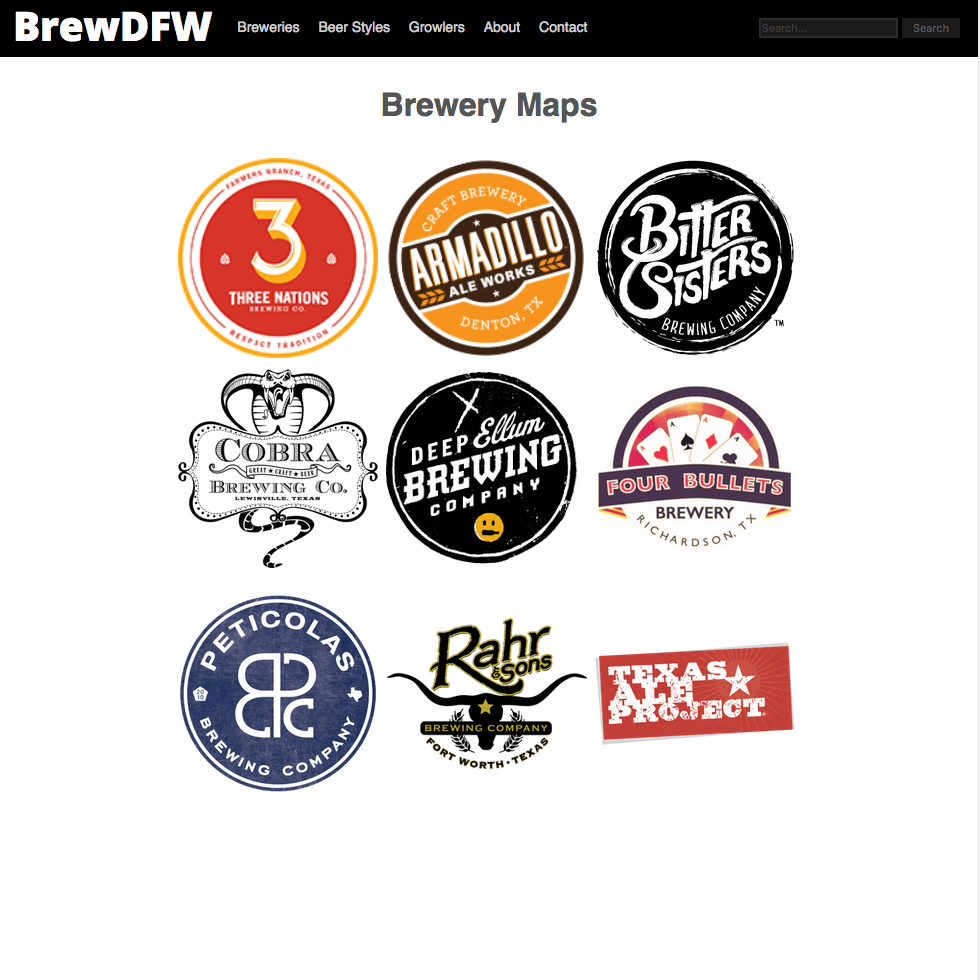 BrewDFW
Breweries Beer Styles Growlers About Contact
Search...
Search
Brewery Maps
FARMERS BRANCH, TEXAS
3
THREE NATIONS
BREWING CO.
RESP3CT TRADITION
CRAFT BREWERY
ARMADILLO
ALE WORKS
DENTON, TX
BITTER
SISTERS
BREWING COMPANY
TM
COBRA
GREAT ★ CRAFT ★ BEER
BREWING CO.
LEWISVILLE, TEXAS
DEEP Ellum
BREWING
COMPANY
A A A A
FOUR BULLETS
BREWERY
RICHARDSON, TX
PETICOLAS
20
10
BPC
BREWING COMPANY
Rahr
& Sons
BREWING COMPANY
FORT WORTH · TEXAS
TEXAS
ALE
PROJECT